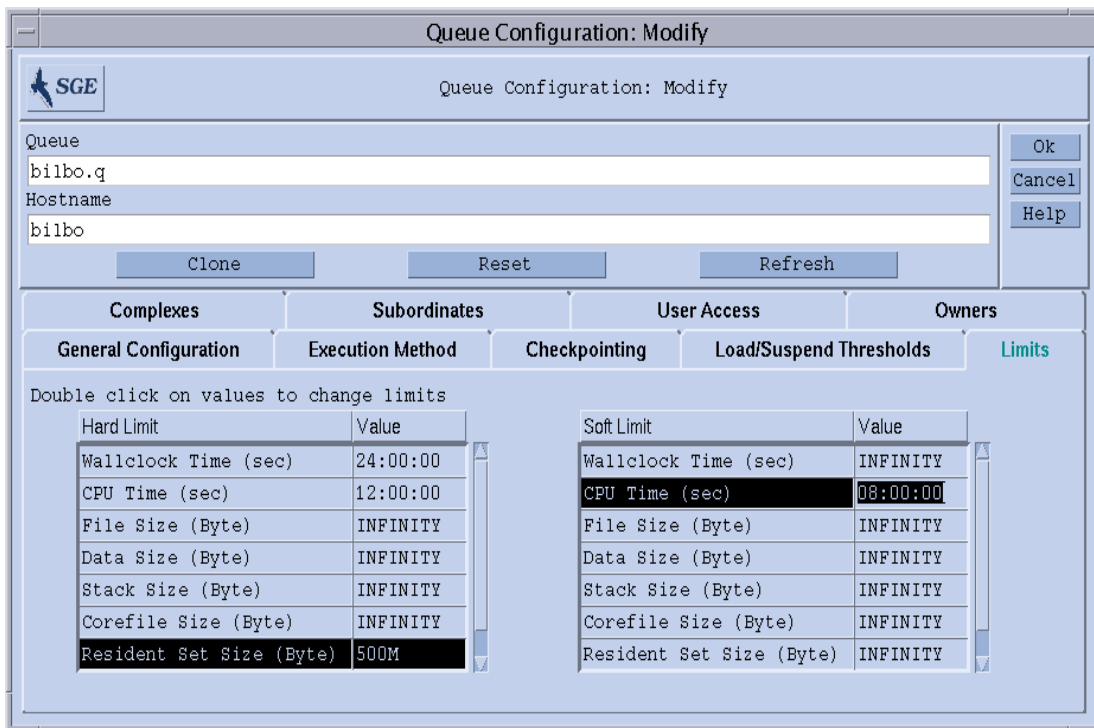 Queue Configuration: Modify
SGE
Queue Configuration: Modify
Queue
bilbo.q
Hostname
bilbo
Ok
Cancel
Help
Clone Reset Refresh
Complexes Subordinates User Access Owners
General Configuration Execution Method Checkpointing Load/Suspend Thresholds Limits
Double click on values to change limits
Hard Limit Value
Wallclock Time (sec) 24:00:00
CPU Time (sec) 12:00:00
File Size (Byte) INFINITY
Data Size (Byte) INFINITY
Stack Size (Byte) INFINITY
Corefile Size (Byte) INFINITY
Resident Set Size (Byte) 500M
Soft Limit Value
Wallclock Time (sec) INFINITY
CPU Time (sec) 08:00:00
File Size (Byte) INFINITY
Data Size (Byte) INFINITY
Stack Size (Byte) INFINITY
Corefile Size (Byte) INFINITY
Resident Set Size (Byte) INFINITY